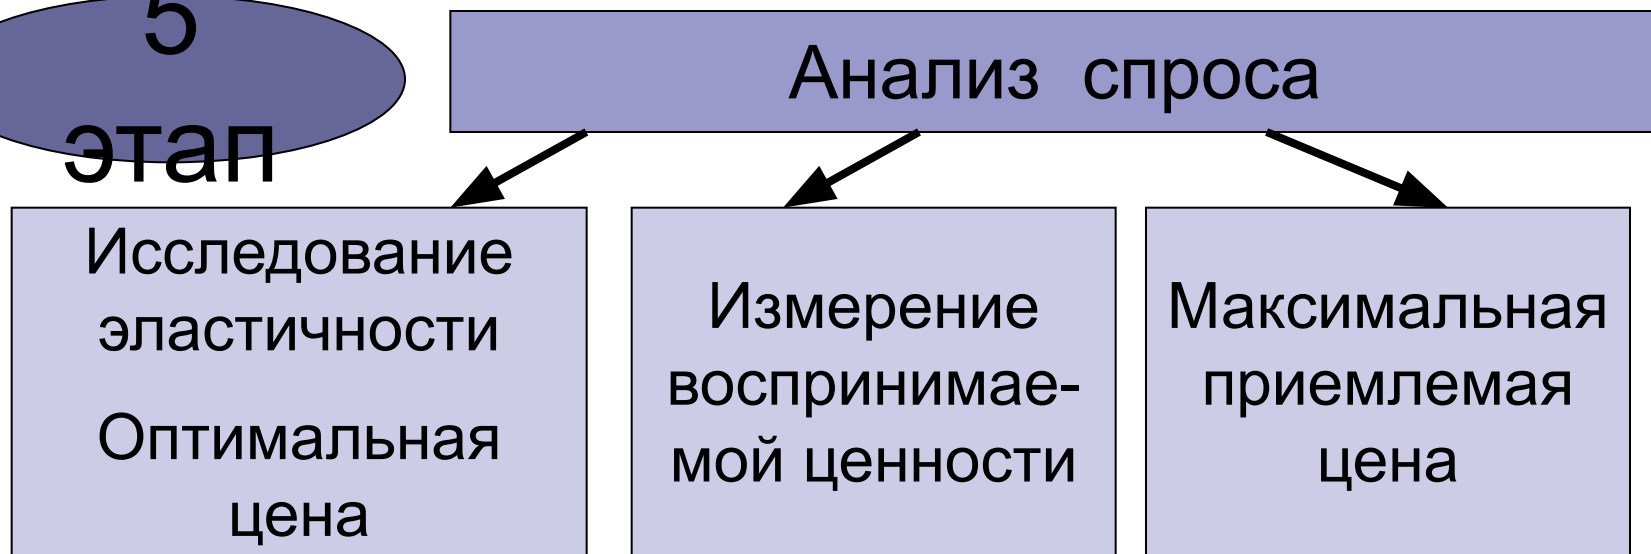 5
этап
Анализ спроса
Исследование
эластичности
Оптимальная
цена
Измерение
воспринимае-
мой ценности
Максимальная
приемлемая
цена